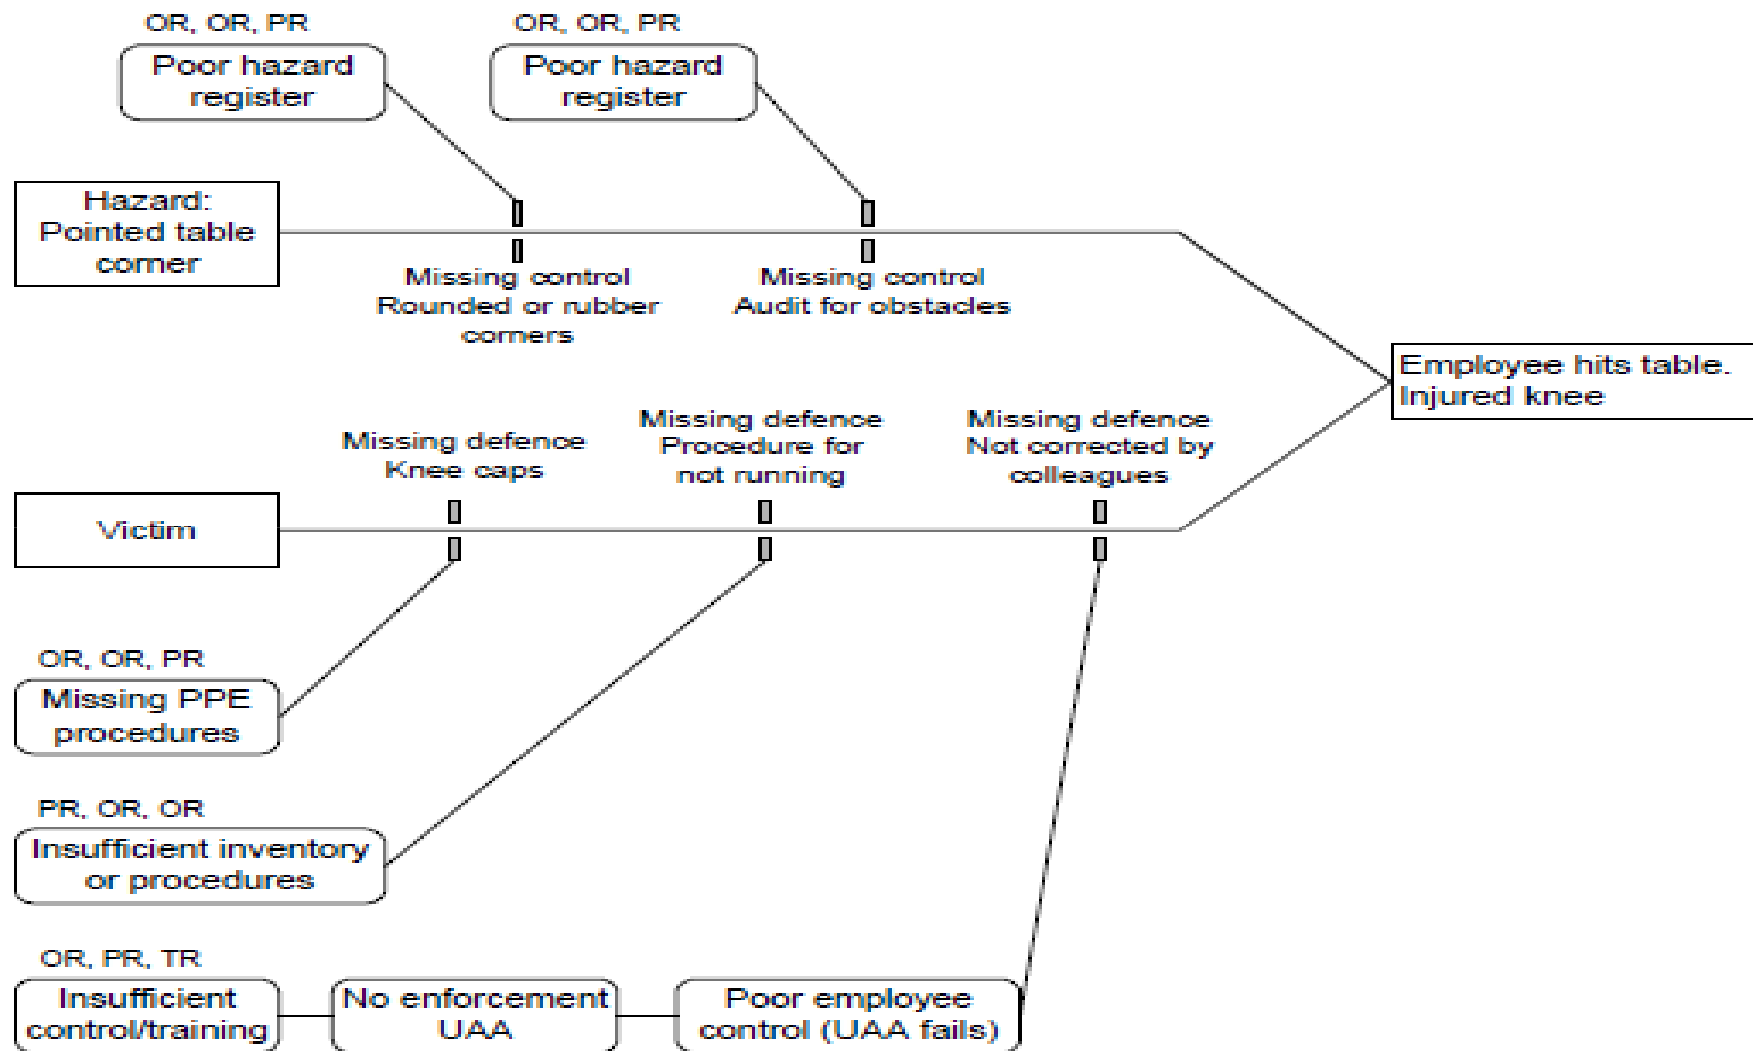 OR, OR, PR
Poor hazard
register
OR, OR, PR
Poor hazard
register
Hazard:
Pointed table
corner
Missing control
Rounded or rubber
corners
Missing control
Audit for obstacles
Employee hits table.
Injured knee
Missing defence
Knee caps
Missing defence
Procedure for
not running
Missing defence
Not corrected by
colleagues
Victim
OR, OR, PR
Missing PPE
procedures
PR, OR, OR
Insufficient inventory
or procedures
OR, PR, TR
Insufficient
control/training
No enforcement
UAA
Poor employee
control (UAA fails)